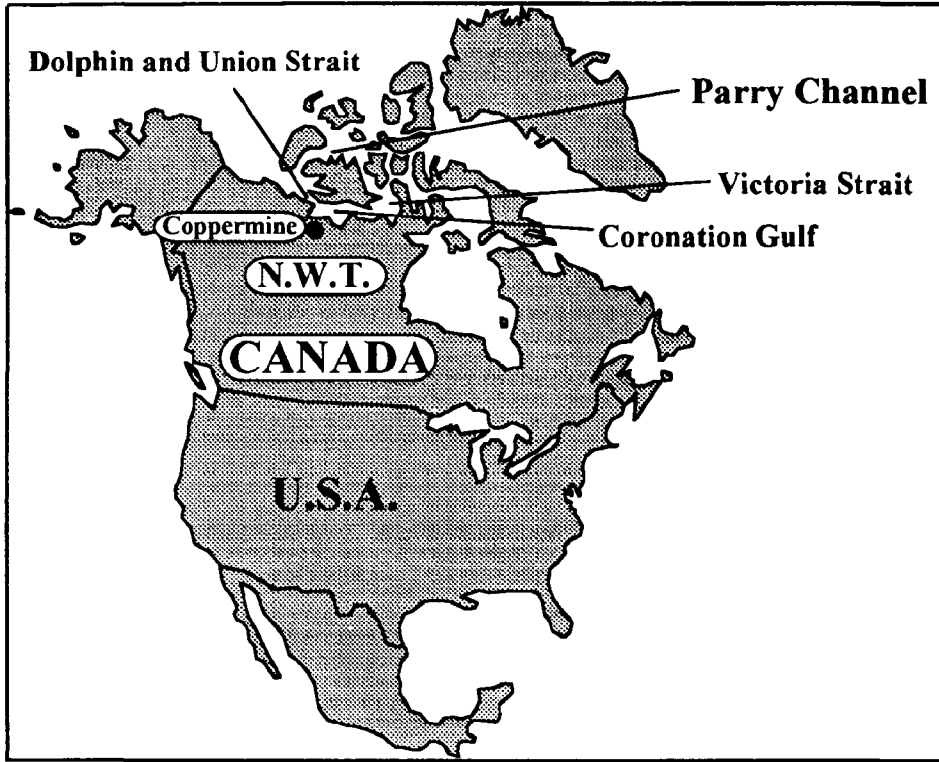 Dolphin and Union Strait
Parry Channel
Victoria Strait
Coppermine
Coronation Gulf
N.W.T.
CANADA
U.S.A.